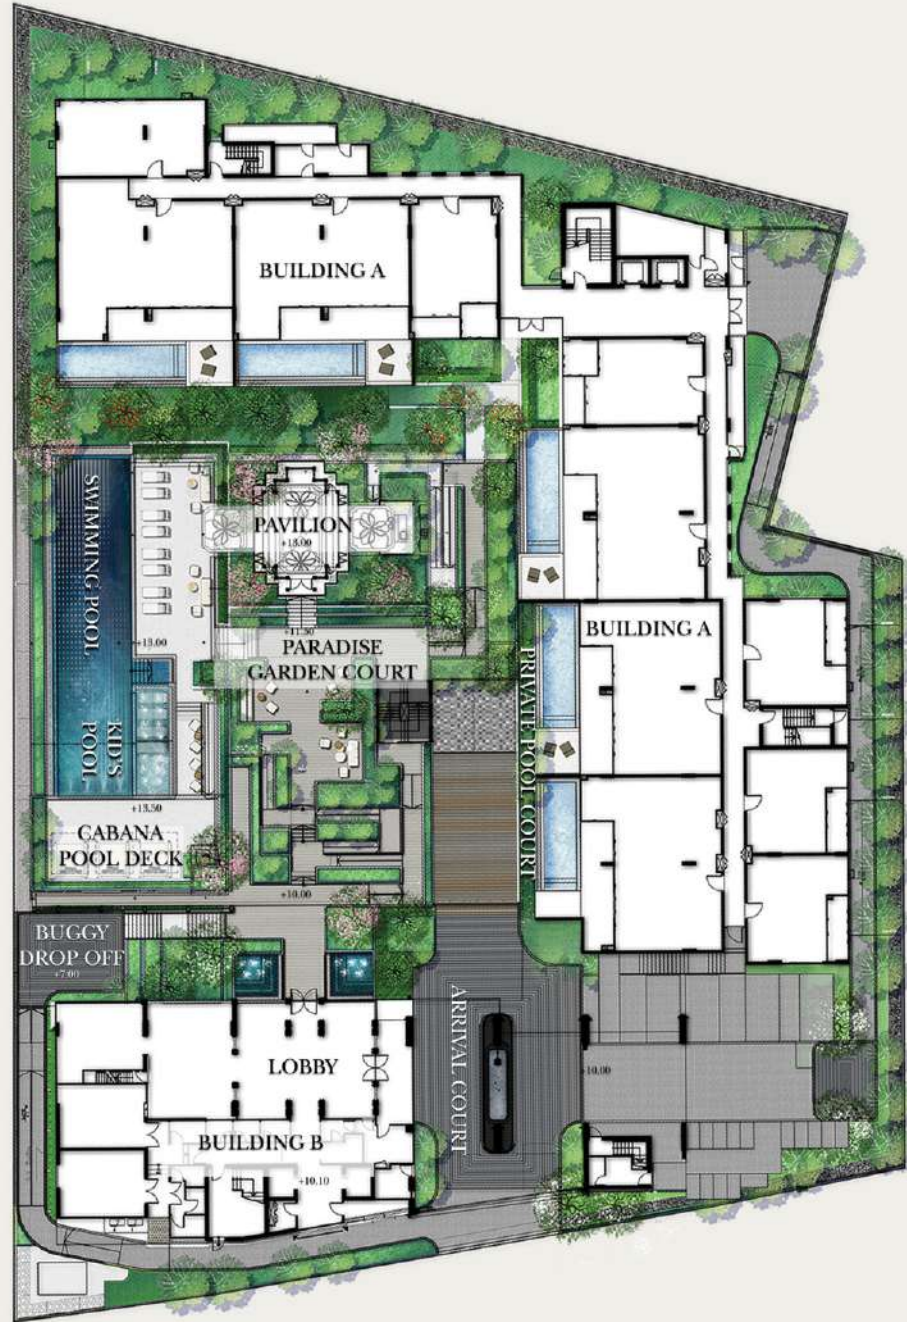 BUILDING A
SWIMMING POOL
PAVILION
+13.00
+11.50
+13.00
PARADISE
GARDEN COURT
BUILDING A
PRIVATE POOL COURT
KID'S
POOL
+13.50
CABANA
POOL DECK
+10.00
BUGGY
DROP OFF
+7.00
ARRIVAL COURT
LOBBY
+10.00
BUILDING B
+10.10